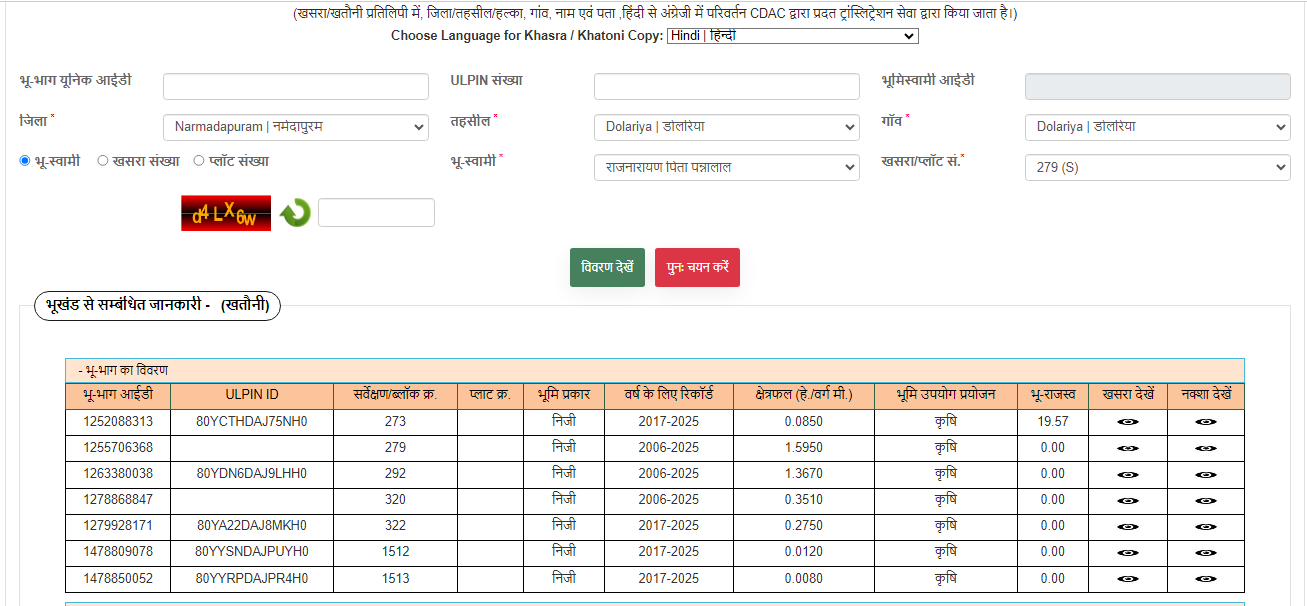 (खसरा/खतौनी प्रतिलिपी में, जिला/तहसील/हल्का, गांव, नाम एवं पता ,हिंदी से अंग्रेजी में परिवर्तन CDAC द्वारा प्रदत ट्रांस्लिट्रेशन सेवा द्वारा किया जाता है।)
Choose Language for Khasra / Khatoni Copy: Hindi | हिन्दी
भू-भाग यूनिक आईडी ULPIN संख्या भूमिस्वामी आईडी
जिला * Narmadapuram | नर्मदापुरम तहसील * Dolariya | डोलरिया गाँव * Dolariya | डोलरिया
भू-स्वामी खसरा संख्या प्लॉट संख्या भू-स्वामी * राजनारायण पिता पन्नालाल खसरा/प्लॉट सं.* 279 (S)
d4LX6w
विवरण देखें पुनः चयन करें
भूखंड से सम्बंधित जानकारी - (खतौनी)
- भू-भाग का विवरण
भू-भाग आईडी ULPIN ID सर्वेक्षण/ब्लॉक क्र. प्लाट क्र. भूमि प्रकार वर्ष के लिए रिकॉर्ड क्षेत्रफल (हे./वर्ग मी.) भूमि उपयोग प्रयोजन भू-राजस्व खसरा देखें नक्शा देखें
1252088313 80YCTHDAJ75NH0 273 निजी 2017-2025 0.0850 कृषि 19.57
1255706368 279 निजी 2006-2025 1.5950 कृषि 0.00
1263380038 80YDN6DAJ9LHH0 292 निजी 2006-2025 1.3670 कृषि 0.00
1278868847 320 निजी 2006-2025 0.3510 कृषि 0.00
1279928171 80YA22DAJ8MKH0 322 निजी 2017-2025 0.2750 कृषि 0.00
1478809078 80YYSNDAJPUYH0 1512 निजी 2017-2025 0.0120 कृषि 0.00
1478850052 80YYRPDAJPR4H0 1513 निजी 2017-2025 0.0080 कृषि 0.00